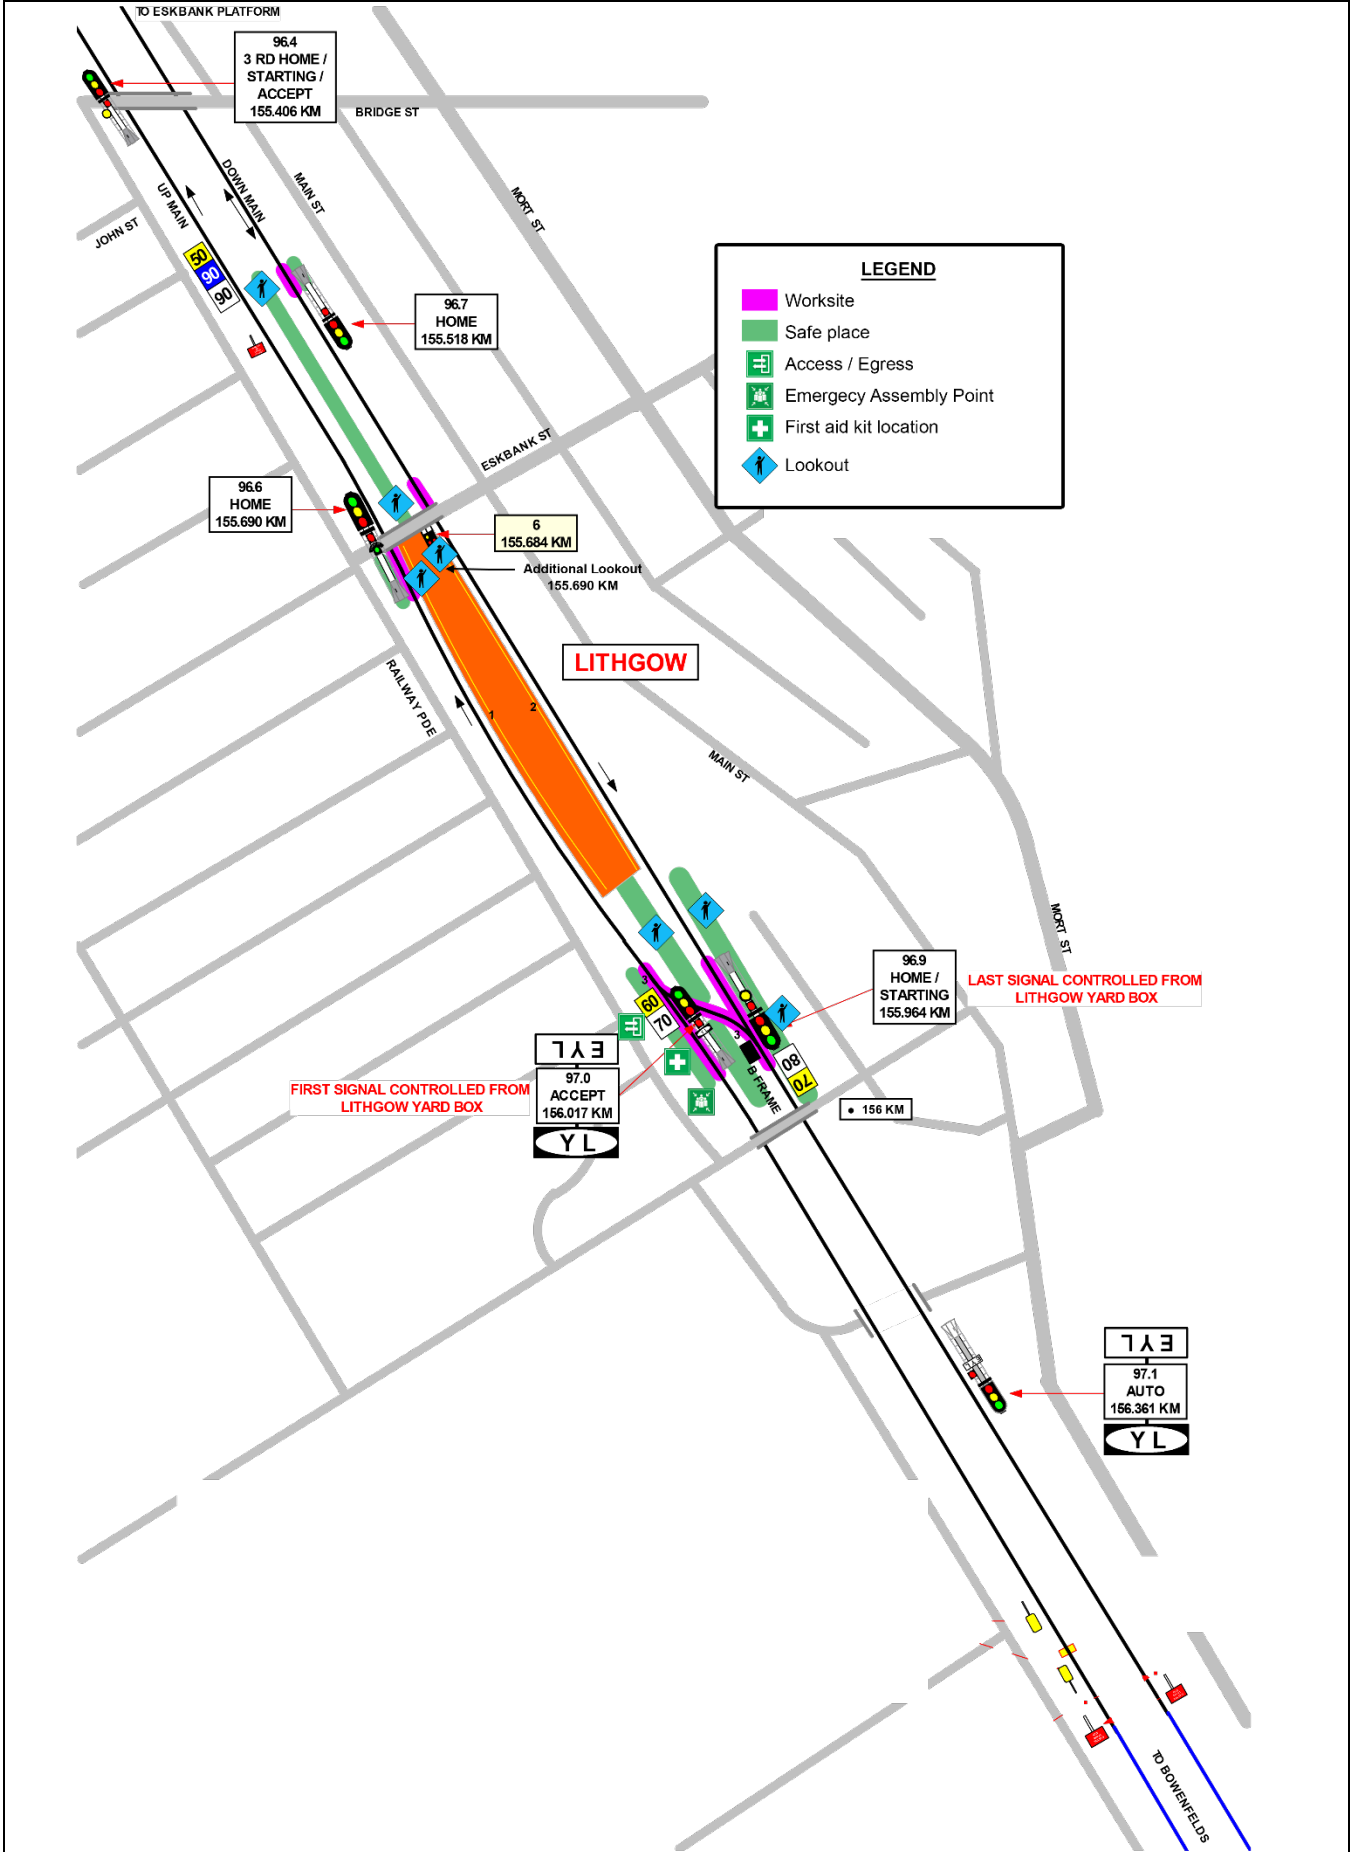 TO ESKBANK PLATFORM
96.4
3 RD HOME /
STARTING /
ACCEPT
155.406 KM
BRIDGE ST
DOWN MAIN
MAIN ST
UP MAIN
MORT ST
JOHN ST
50
90
90
LEGEND
Worksite
Safe place
Access / Egress
Emergecy Assembly Point
First aid kit location
Lookout
96.7
HOME
155.518 KM
ESKBANK ST
96.6
HOME
155.690 KM
6
155.684 KM
Additional Lookout
155.690 KM
LITHGOW
RAILWAY PDE
1
2
MAIN ST
MORT ST
96.9
HOME /
STARTING
155.964 KM
LAST SIGNAL CONTROLLED FROM
LITHGOW YARD BOX
3
60
70
3
80
70
B FRAME
EYL
97.0
ACCEPT
156.017 KM
YL
FIRST SIGNAL CONTROLLED FROM
LITHGOW YARD BOX
156 KM
EYL
97.1
AUTO
156.361 KM
YL
TO BOWENFELDS